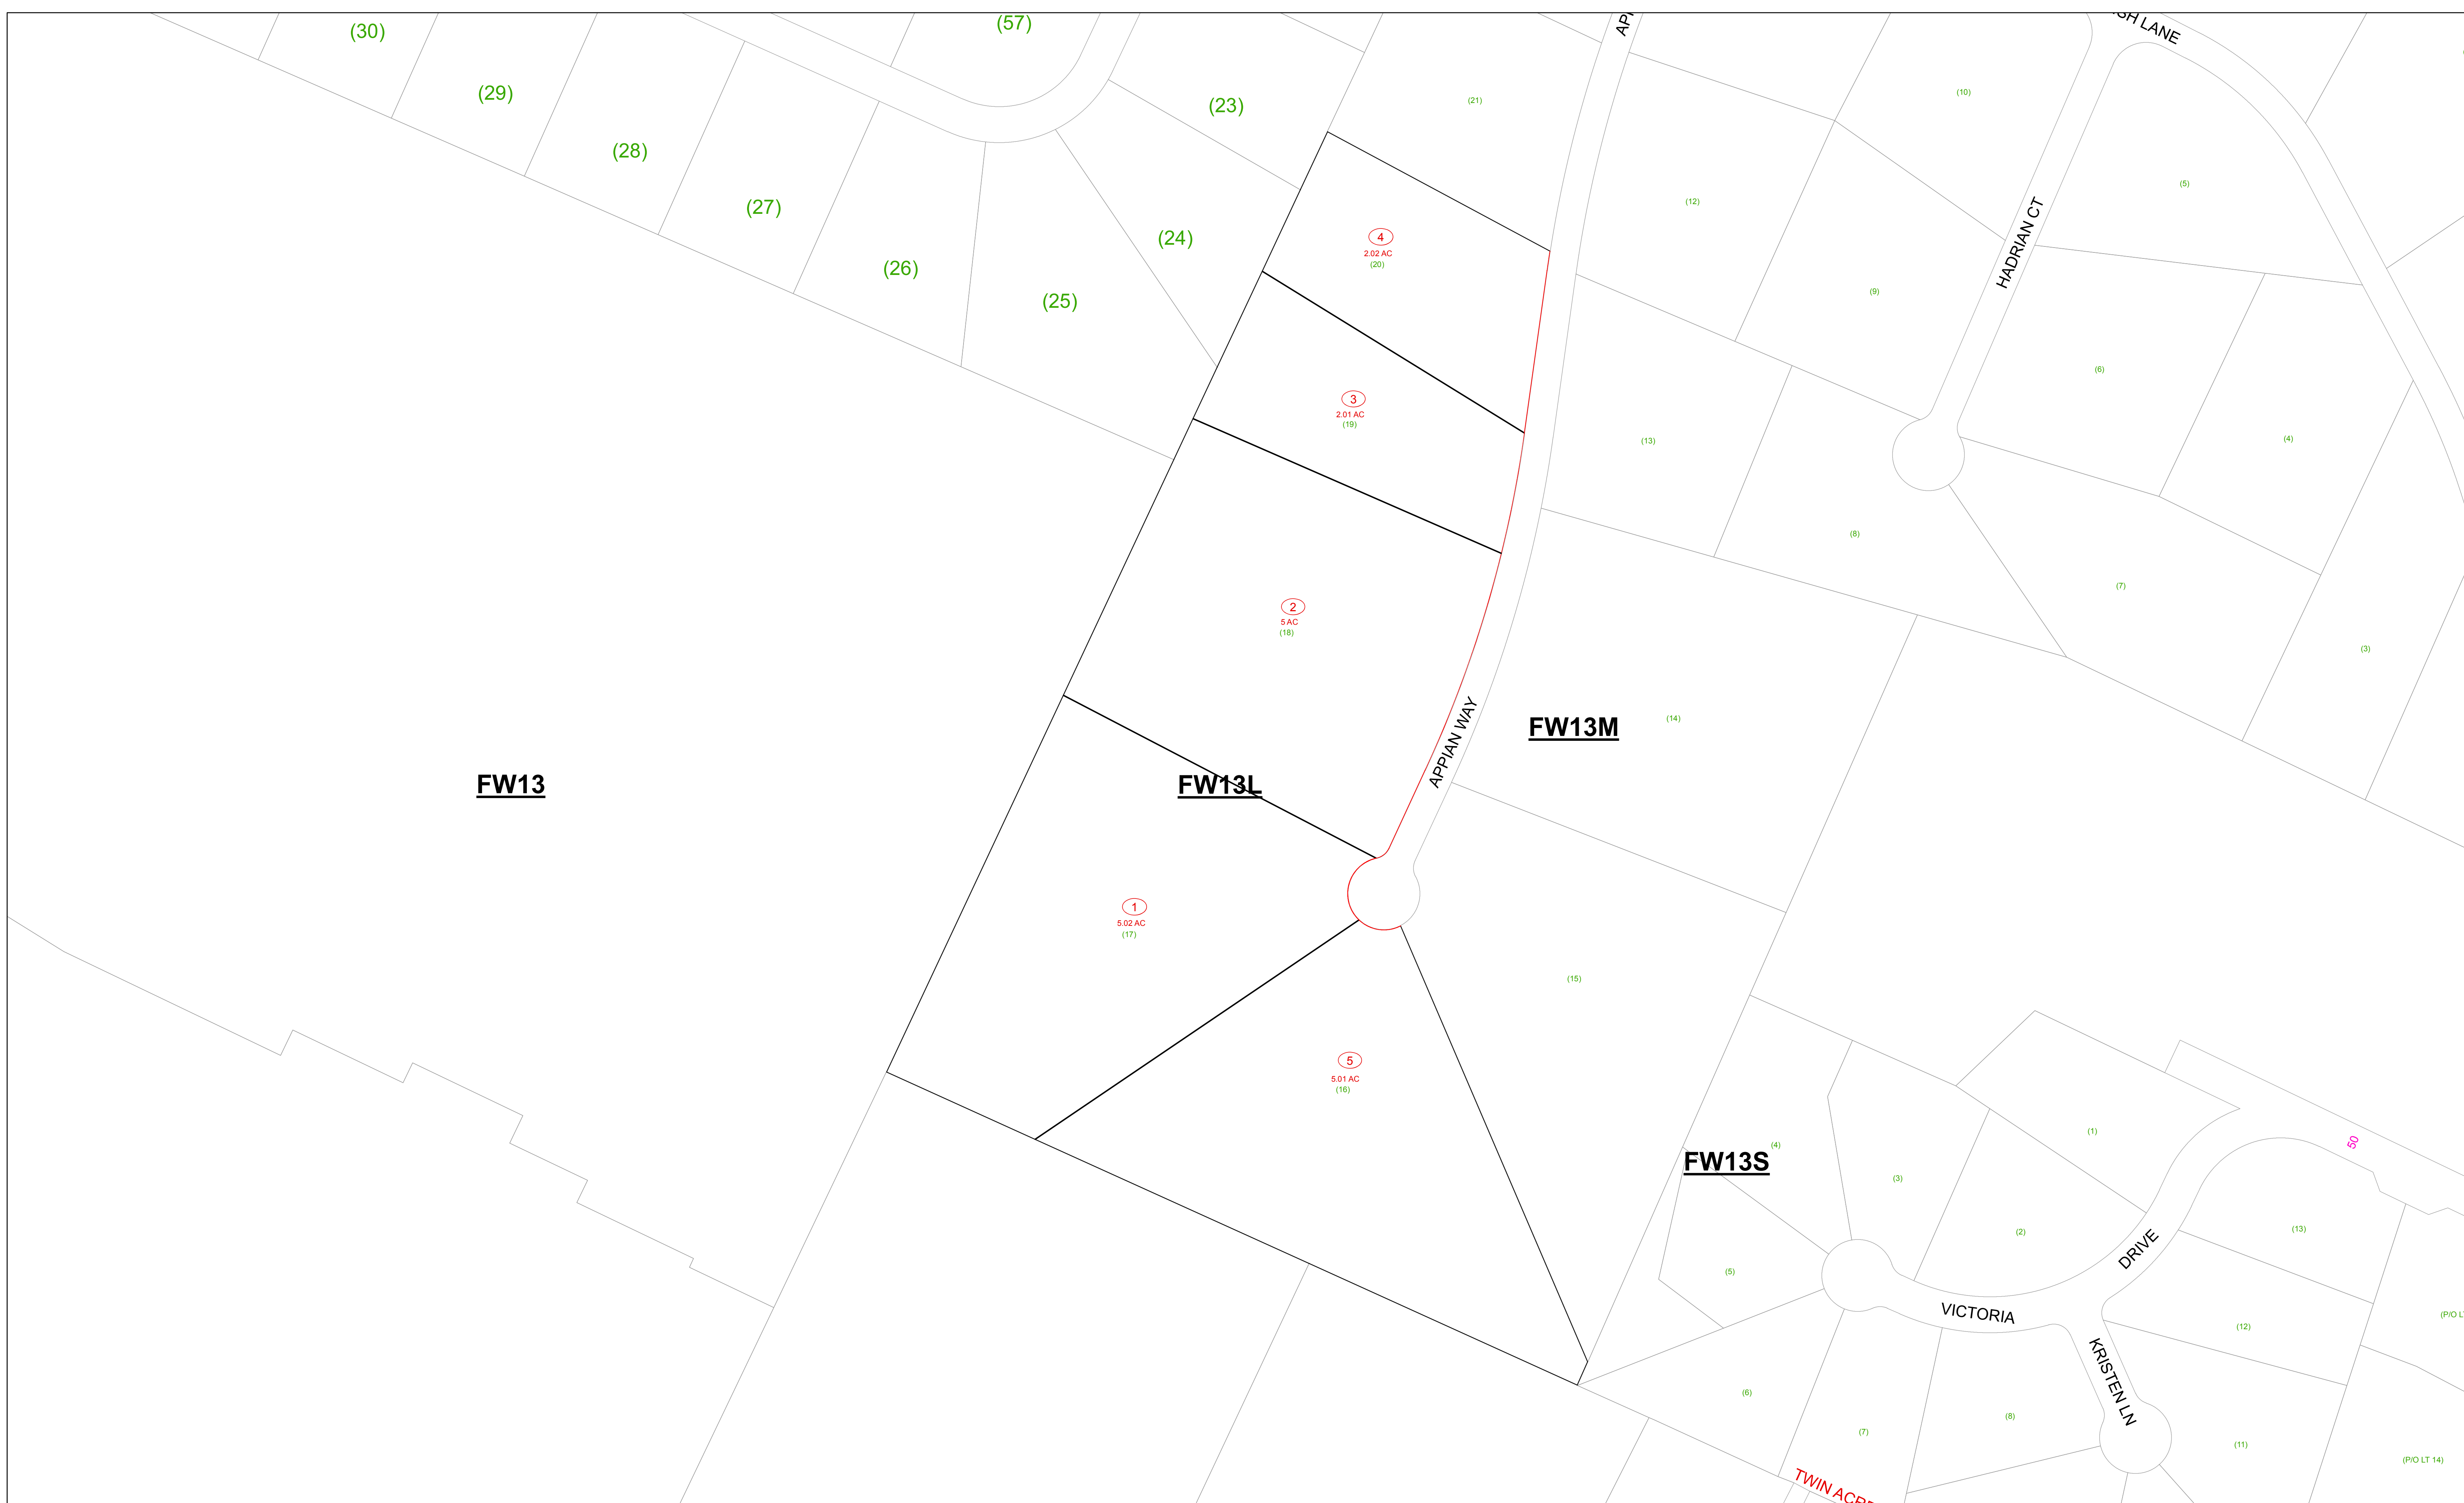 (30)
(57)
(29)
(23)
(28)
(27)
(24)
(26)
(25)
(21)
(10)
LANE
(12)
(5)
HADRIAN CT
(9)
4
2.02 AC
(20)
3
2.01 AC
(19)
(13)
(6)
(4)
(8)
(7)
(3)
2
5 AC
(18)
APPIAN WAY
FW13M
(14)
FW13
FW13L
1
5.02 AC
(17)
(15)
5
5.01 AC
(16)
FW13S
(4)
(3)
(1)
50
(2)
(13)
(5)
DRIVE
VICTORIA
(12)
KRISTEN LN
(6)
(7)
(8)
(11)
(P/O LT 14)
TWIN